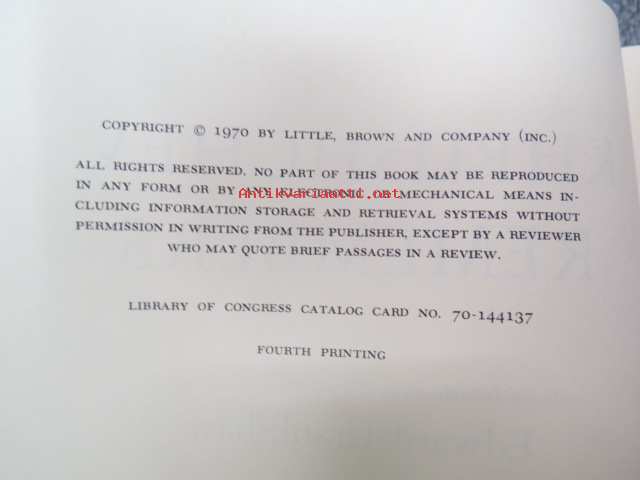 COPYRIGHT © 1970 BY LITTLE, BROWN AND COMPANY (INC.)
ALL RIGHTS RESERVED. NO PART OF THIS BOOK MAY BE REPRODUCED
IN ANY FORM OR BY ANY ELECTRONIC MECHANICAL MEANS IN-
Antikvariaatti.net
CLUDING INFORMATION STORAGE AND RETRIEVAL SYSTEMS WITHOUT
PERMISSION IN WRITING FROM THE PUBLISHER, EXCEPT BY A REVIEWER
WHO MAY QUOTE BRIEF PASSAGES IN A REVIEW.
LIBRARY OF CONGRESS CATALOG CARD NO. 70-144137
FOURTH PRINTING